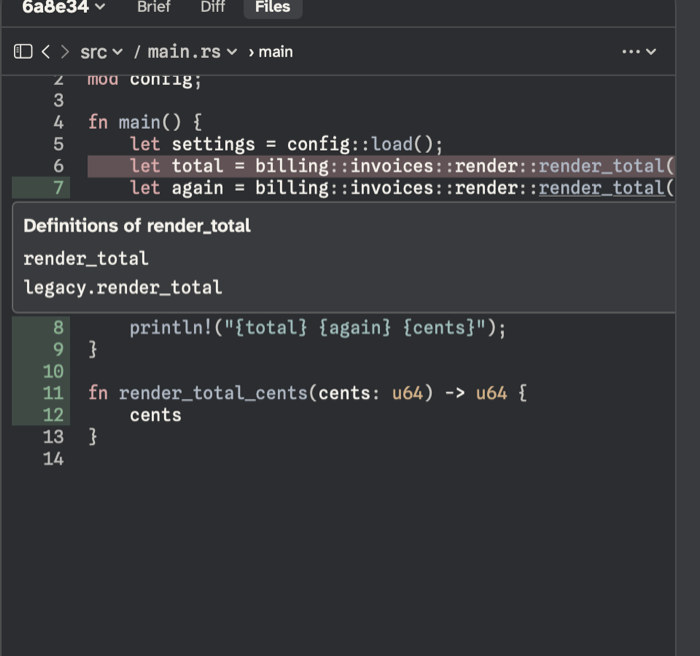 6a8e34 Brief Diff Files
src / main.rs › main
2 mod config;
3
4 fn main() {
5 let settings = config::load();
6 let total = billing::invoices::render::render_total(
7 let again = billing::invoices::render::render_total(
Definitions of render_total
render_total
legacy.render_total
8 println!("{total} {again} {cents}");
9 }
10
11 fn render_total_cents(cents: u64) -> u64 {
12 cents
13 }
14